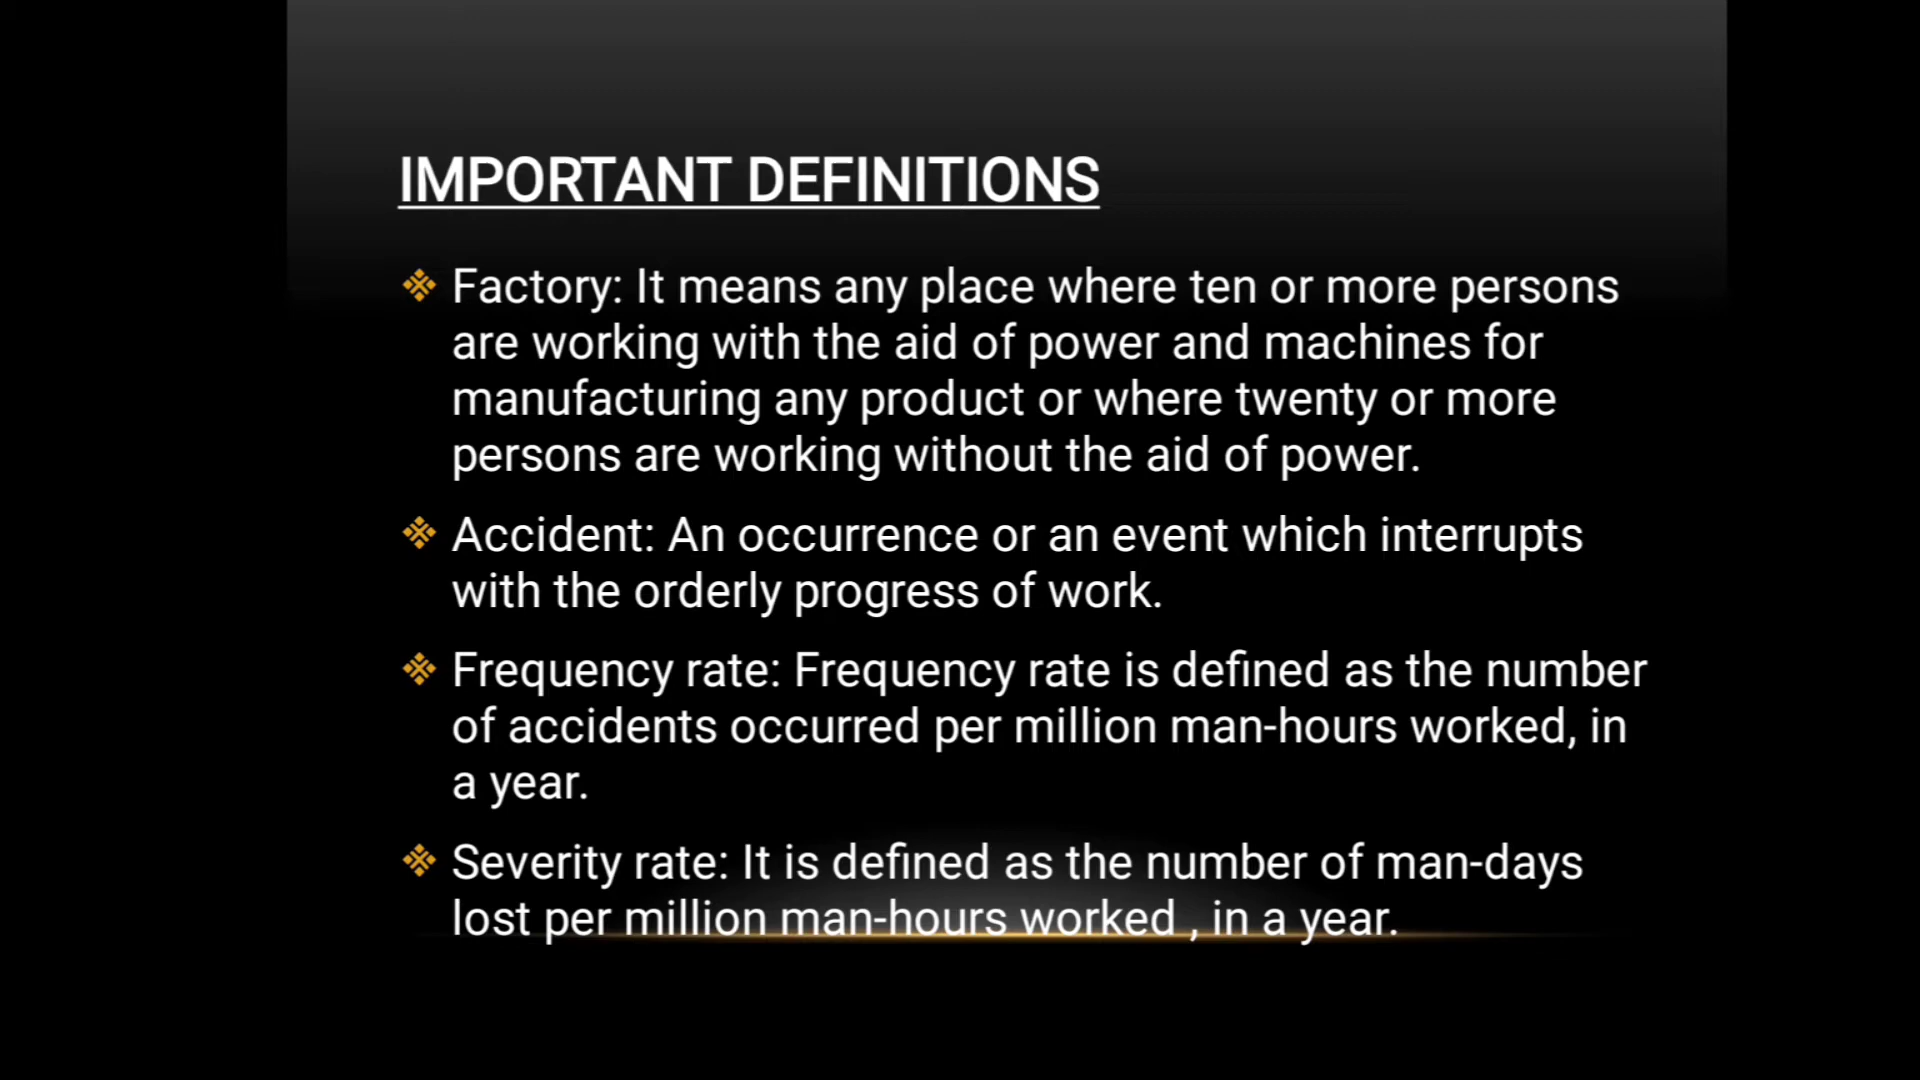 IMPORTANT DEFINITIONS
❖ Factory: It means any place where ten or more persons
are working with the aid of power and machines for
manufacturing any product or where twenty or more
persons are working without the aid of power.
❖ Accident: An occurrence or an event which interrupts
with the orderly progress of work.
❖ Frequency rate: Frequency rate is defined as the number
of accidents occurred per million man-hours worked, in
a year.
❖ Severity rate: It is defined as the number of man-days
lost per million man-hours worked , in a year.